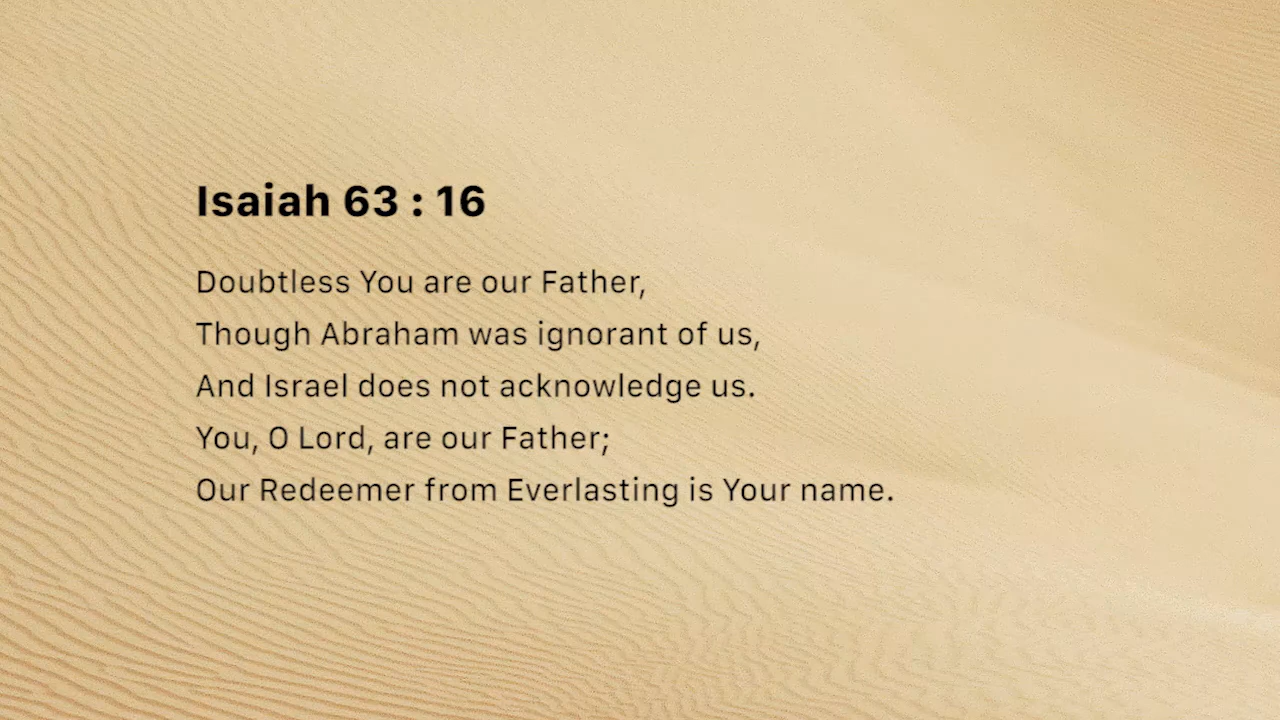 Isaiah 63 : 16
Doubtless You are our Father,
Though Abraham was ignorant of us,
And Israel does not acknowledge us.
You, O Lord, are our Father;
Our Redeemer from Everlasting is Your name.